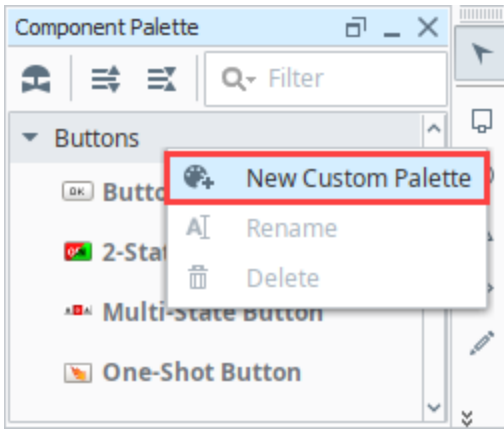 Component Palette
Filter
Buttons
New Custom Palette
Rename
Delete
Multi-State Button
One-Shot Button